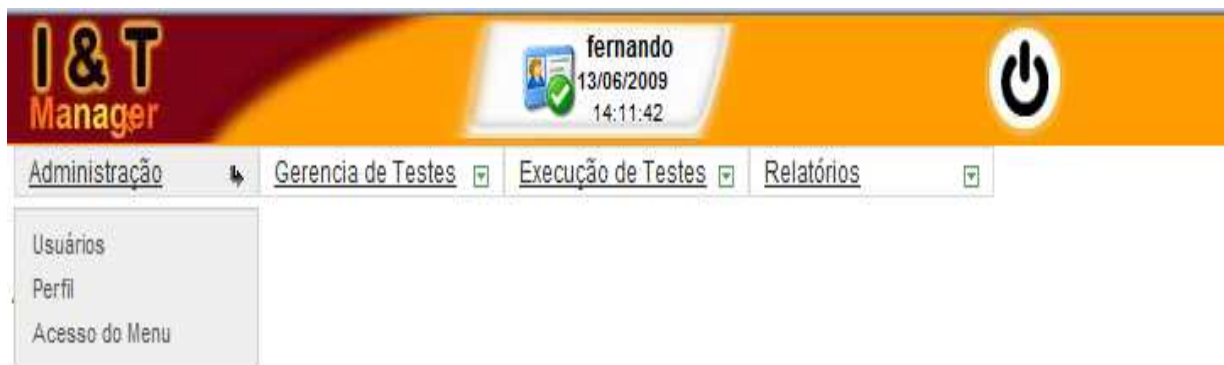 I & T
Manager
fernando
13/06/2009
14:11:42
Administração Gerencia de Testes Execução de Testes Relatórios
Usuários
Perfil
Acesso do Menu